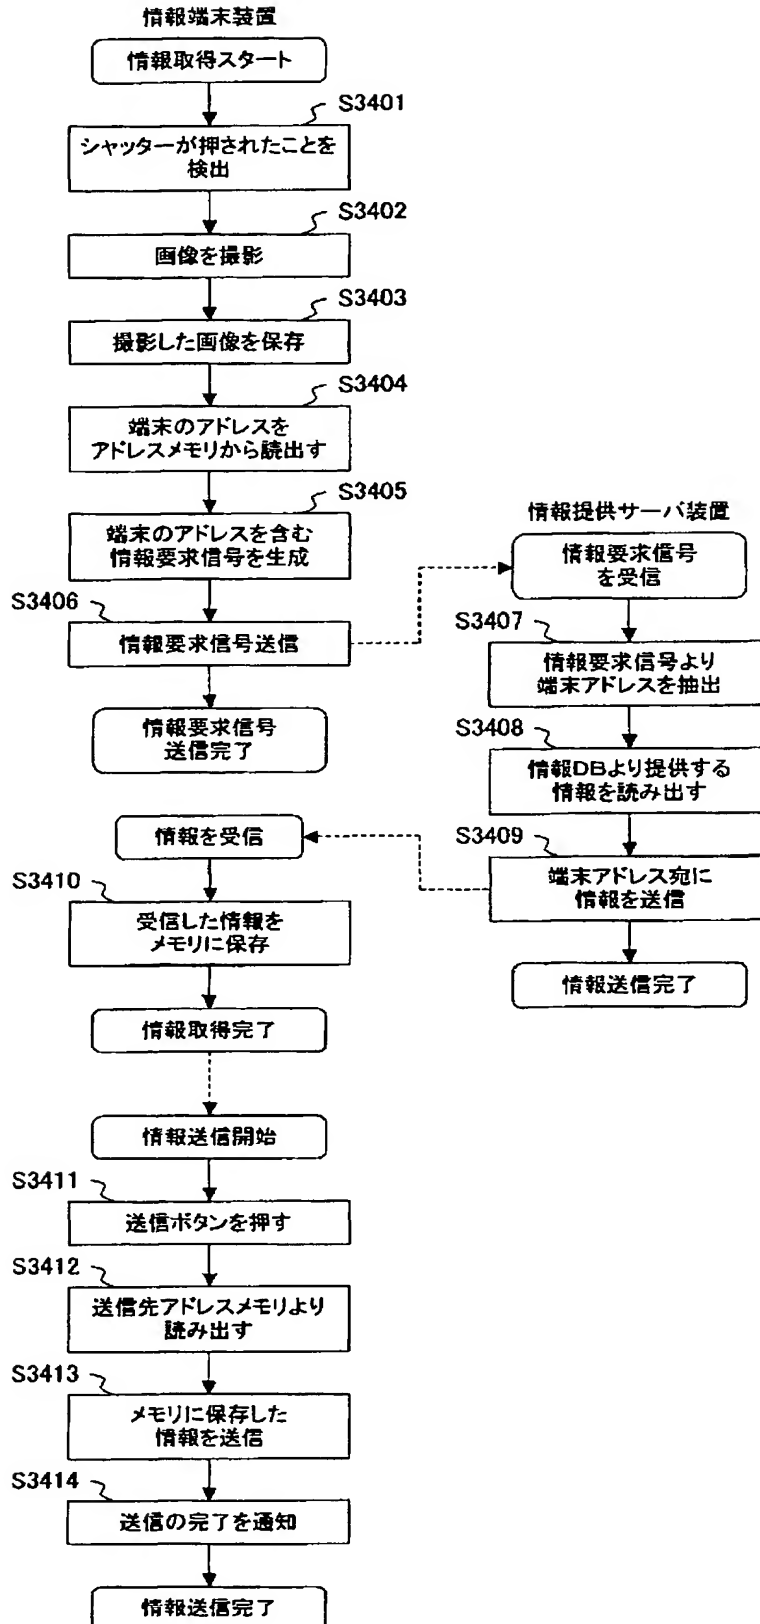 情報端末装置
情報取得スタート
S3401
シャッターが押されたことを
検出
S3402
画像を撮影
S3403
撮影した画像を保存
S3404
端末のアドレスを
アドレスメモリから読出す
S3405
端末のアドレスを含む
情報要求信号を生成
S3406
情報要求信号送信
情報要求信号
送信完了
情報提供サーバ装置
情報要求信号
を受信
S3407
情報要求信号より
端末アドレスを抽出
S3408
情報DBより提供する
情報を読み出す
S3409
端末アドレス宛に
情報を送信
情報送信完了
情報を受信
S3410
受信した情報を
メモリに保存
情報取得完了
情報送信開始
S3411
送信ボタンを押す
S3412
送信先アドレスメモリより
読み出す
S3413
メモリに保存した
情報を送信
S3414
送信の完了を通知
情報送信完了